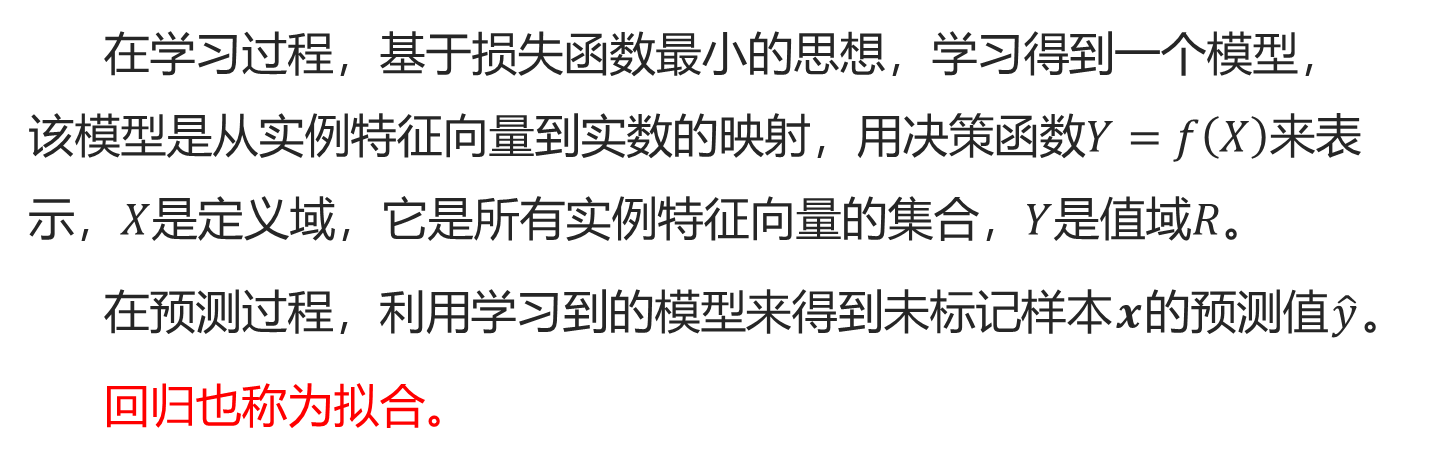 在学习过程，基于损失函数最小的思想，学习得到一个模型，
该模型是从实例特征向量到实数的映射，用决策函数Y = f(X)来表
示，X是定义域，它是所有实例特征向量的集合，Y是值域R。
在预测过程，利用学习到的模型来得到未标记样本x的预测值ŷ。
回归也称为拟合。